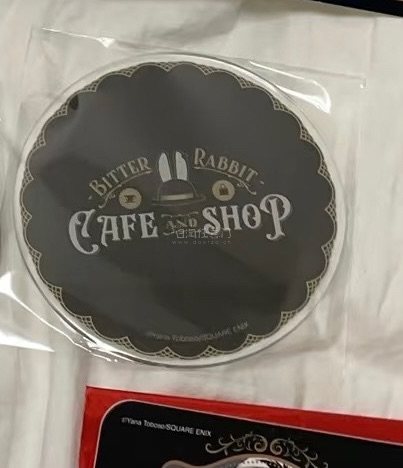 BITTER RABBIT
CAFE AND SHOP
©Yana Toboso/SQUARE ENIX
©Yana Toboso/SQUARE ENIX